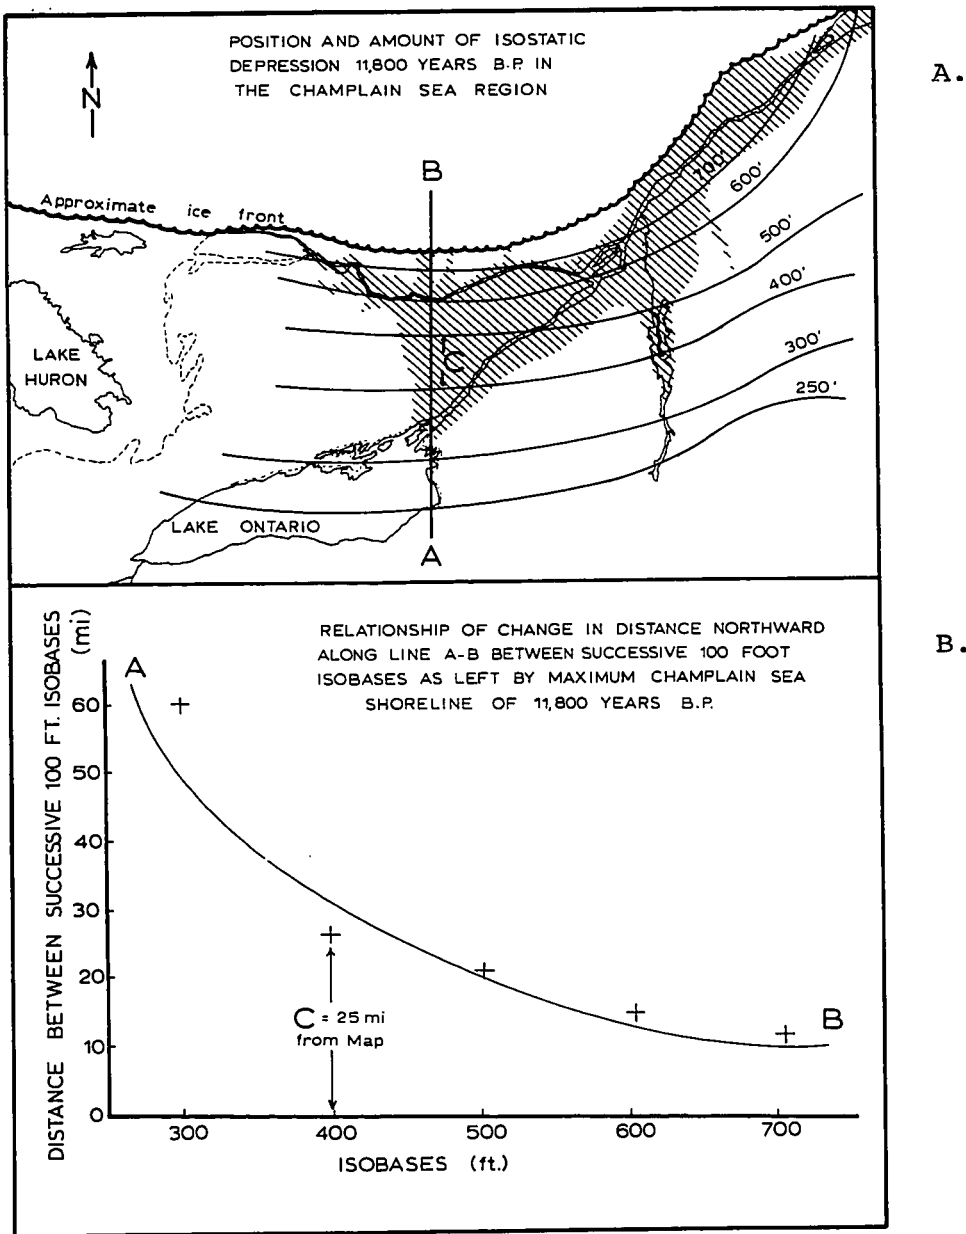 POSITION AND AMOUNT OF ISOSTATIC
DEPRESSION 11,800 YEARS B.P. IN
THE CHAMPLAIN SEA REGION
A.
N
B
Approximate ice front
700'
600'
500'
400'
300'
250'
C
LAKE
HURON
LAKE ONTARIO
A
B.
RELATIONSHIP OF CHANGE IN DISTANCE NORTHWARD
ALONG LINE A-B BETWEEN SUCCESSIVE 100 FOOT
ISOBASES AS LEFT BY MAXIMUM CHAMPLAIN SEA
SHORELINE OF 11,800 YEARS B.P.
DISTANCE BETWEEN SUCCESSIVE 100 FT. ISOBASES
(mi)
A
60
50
40
30
20
10
0
C = 25 mi
from Map
B
300 400 500 600 700
ISOBASES (ft.)